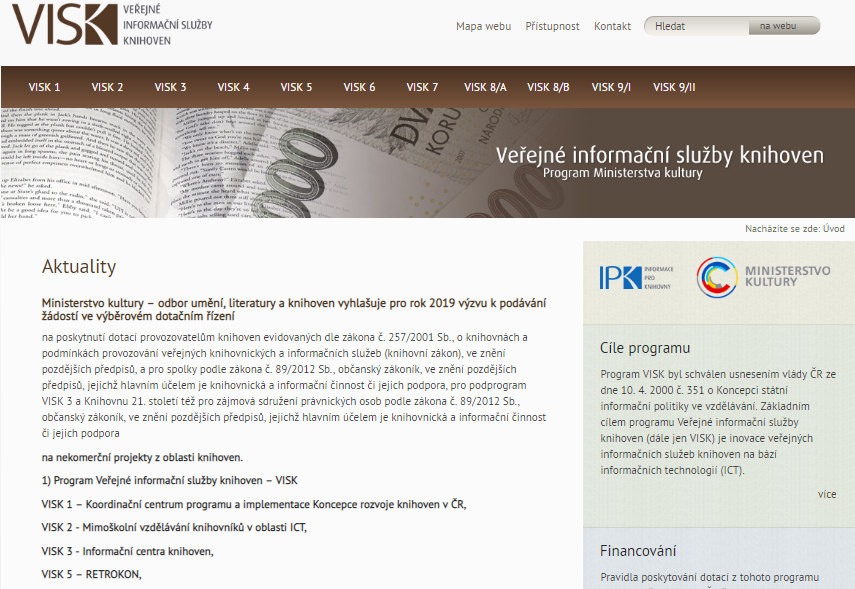 VISK
VEŘEJNÉ
INFORMAČNÍ SLUŽBY
KNIHOVEN
Mapa webu Přístupnost Kontakt Hledat na webu
VISK 1 VISK 2 VISK 3 VISK 4 VISK 5 VISK 6 VISK 7 VISK 8/A VISK 8/B VISK 9/I VISK 9/II
Veřejné informační služby knihoven
Program Ministerstva kultury
Nacházíte se zde: Úvod
Aktuality
Ministerstvo kultury – odbor umění, literatury a knihoven vyhlašuje pro rok 2019 výzvu k podávání
žádostí ve výběrovém dotačním řízení
na poskytnutí dotací provozovatelům knihoven evidovaných dle zákona č. 257/2001 Sb., o knihovnách a
podmínkách provozování veřejných knihovnických a informačních služeb (knihovní zákon), ve znění
pozdějších předpisů, a pro spolky podle zákona č. 89/2012 Sb., občanský zákoník, ve znění pozdějších
předpisů, jejichž hlavním účelem je knihovnická a informační činnost či jejich podpora, pro podprogram
VISK 3 a Knihovnu 21. století též pro zájmová sdružení právnických osob podle zákona č. 89/2012 Sb.,
občanský zákoník, ve znění pozdějších předpisů, jejichž hlavním účelem je knihovnická a informační činnost
či jejich podpora
na nekomerční projekty z oblasti knihoven.
1) Program Veřejné informační služby knihoven – VISK
VISK 1 – Koordinační centrum programu a implementace Koncepce rozvoje knihoven v ČR,
VISK 2 - Mimoškolní vzdělávání knihovníků v oblasti ICT,
VISK 3 - Informační centra knihoven,
VISK 5 – RETROKON,
IPK
INFORMACE
PRO
KNIHOVNY
MINISTERSTVO
KULTURY
Cíle programu
Program VISK byl schválen usnesením vlády ČR ze
dne 10. 4. 2000 č. 351 o Koncepci státní
informační politiky ve vzdělávání. Základním
cílem programu Veřejné informační služby
knihoven (dále jen VISK) je inovace veřejných
informačních služeb knihoven na bázi
informačních technologií (ICT).
více
Financování
Pravidla poskytování dotací z tohoto programu